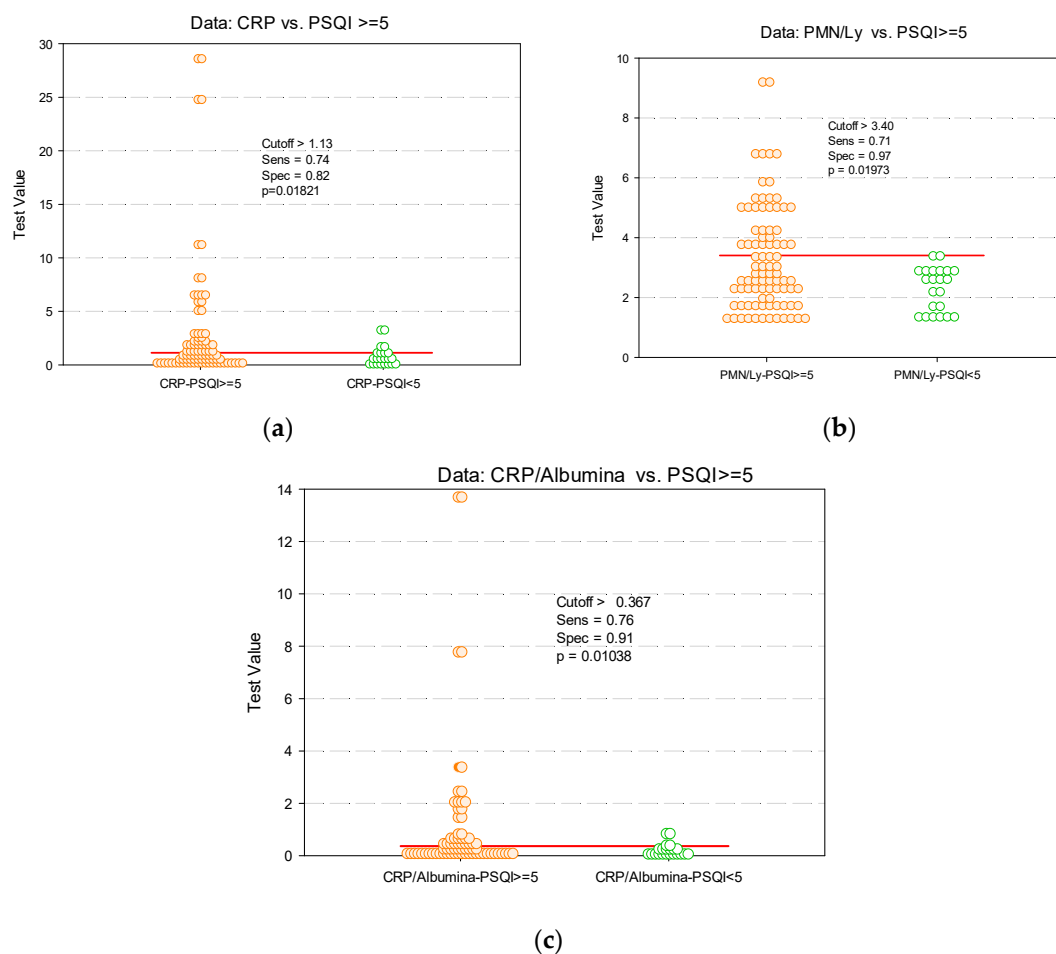 Data: CRP vs. PSQI >=5
30
25
20
15
10
5
0
Test Value
Cutoff > 1.13
Sens = 0.74
Spec = 0.82
p=0.01821
CRP-PSQI>=5
CRP-PSQI<5
(a)
Data: PMN/Ly vs. PSQI>=5
10
8
6
4
2
0
Test Value
Cutoff > 3.40
Sens = 0.71
Spec = 0.97
p = 0.01973
PMN/Ly-PSQI>=5
PMN/Ly-PSQI<5
(b)
Data: CRP/Albumina vs. PSQI>=5
14
12
10
8
6
4
2
0
Test Value
Cutoff > 0.367
Sens = 0.76
Spec = 0.91
p = 0.01038
CRP/Albumina-PSQI>=5
CRP/Albumina-PSQI<5
(c)